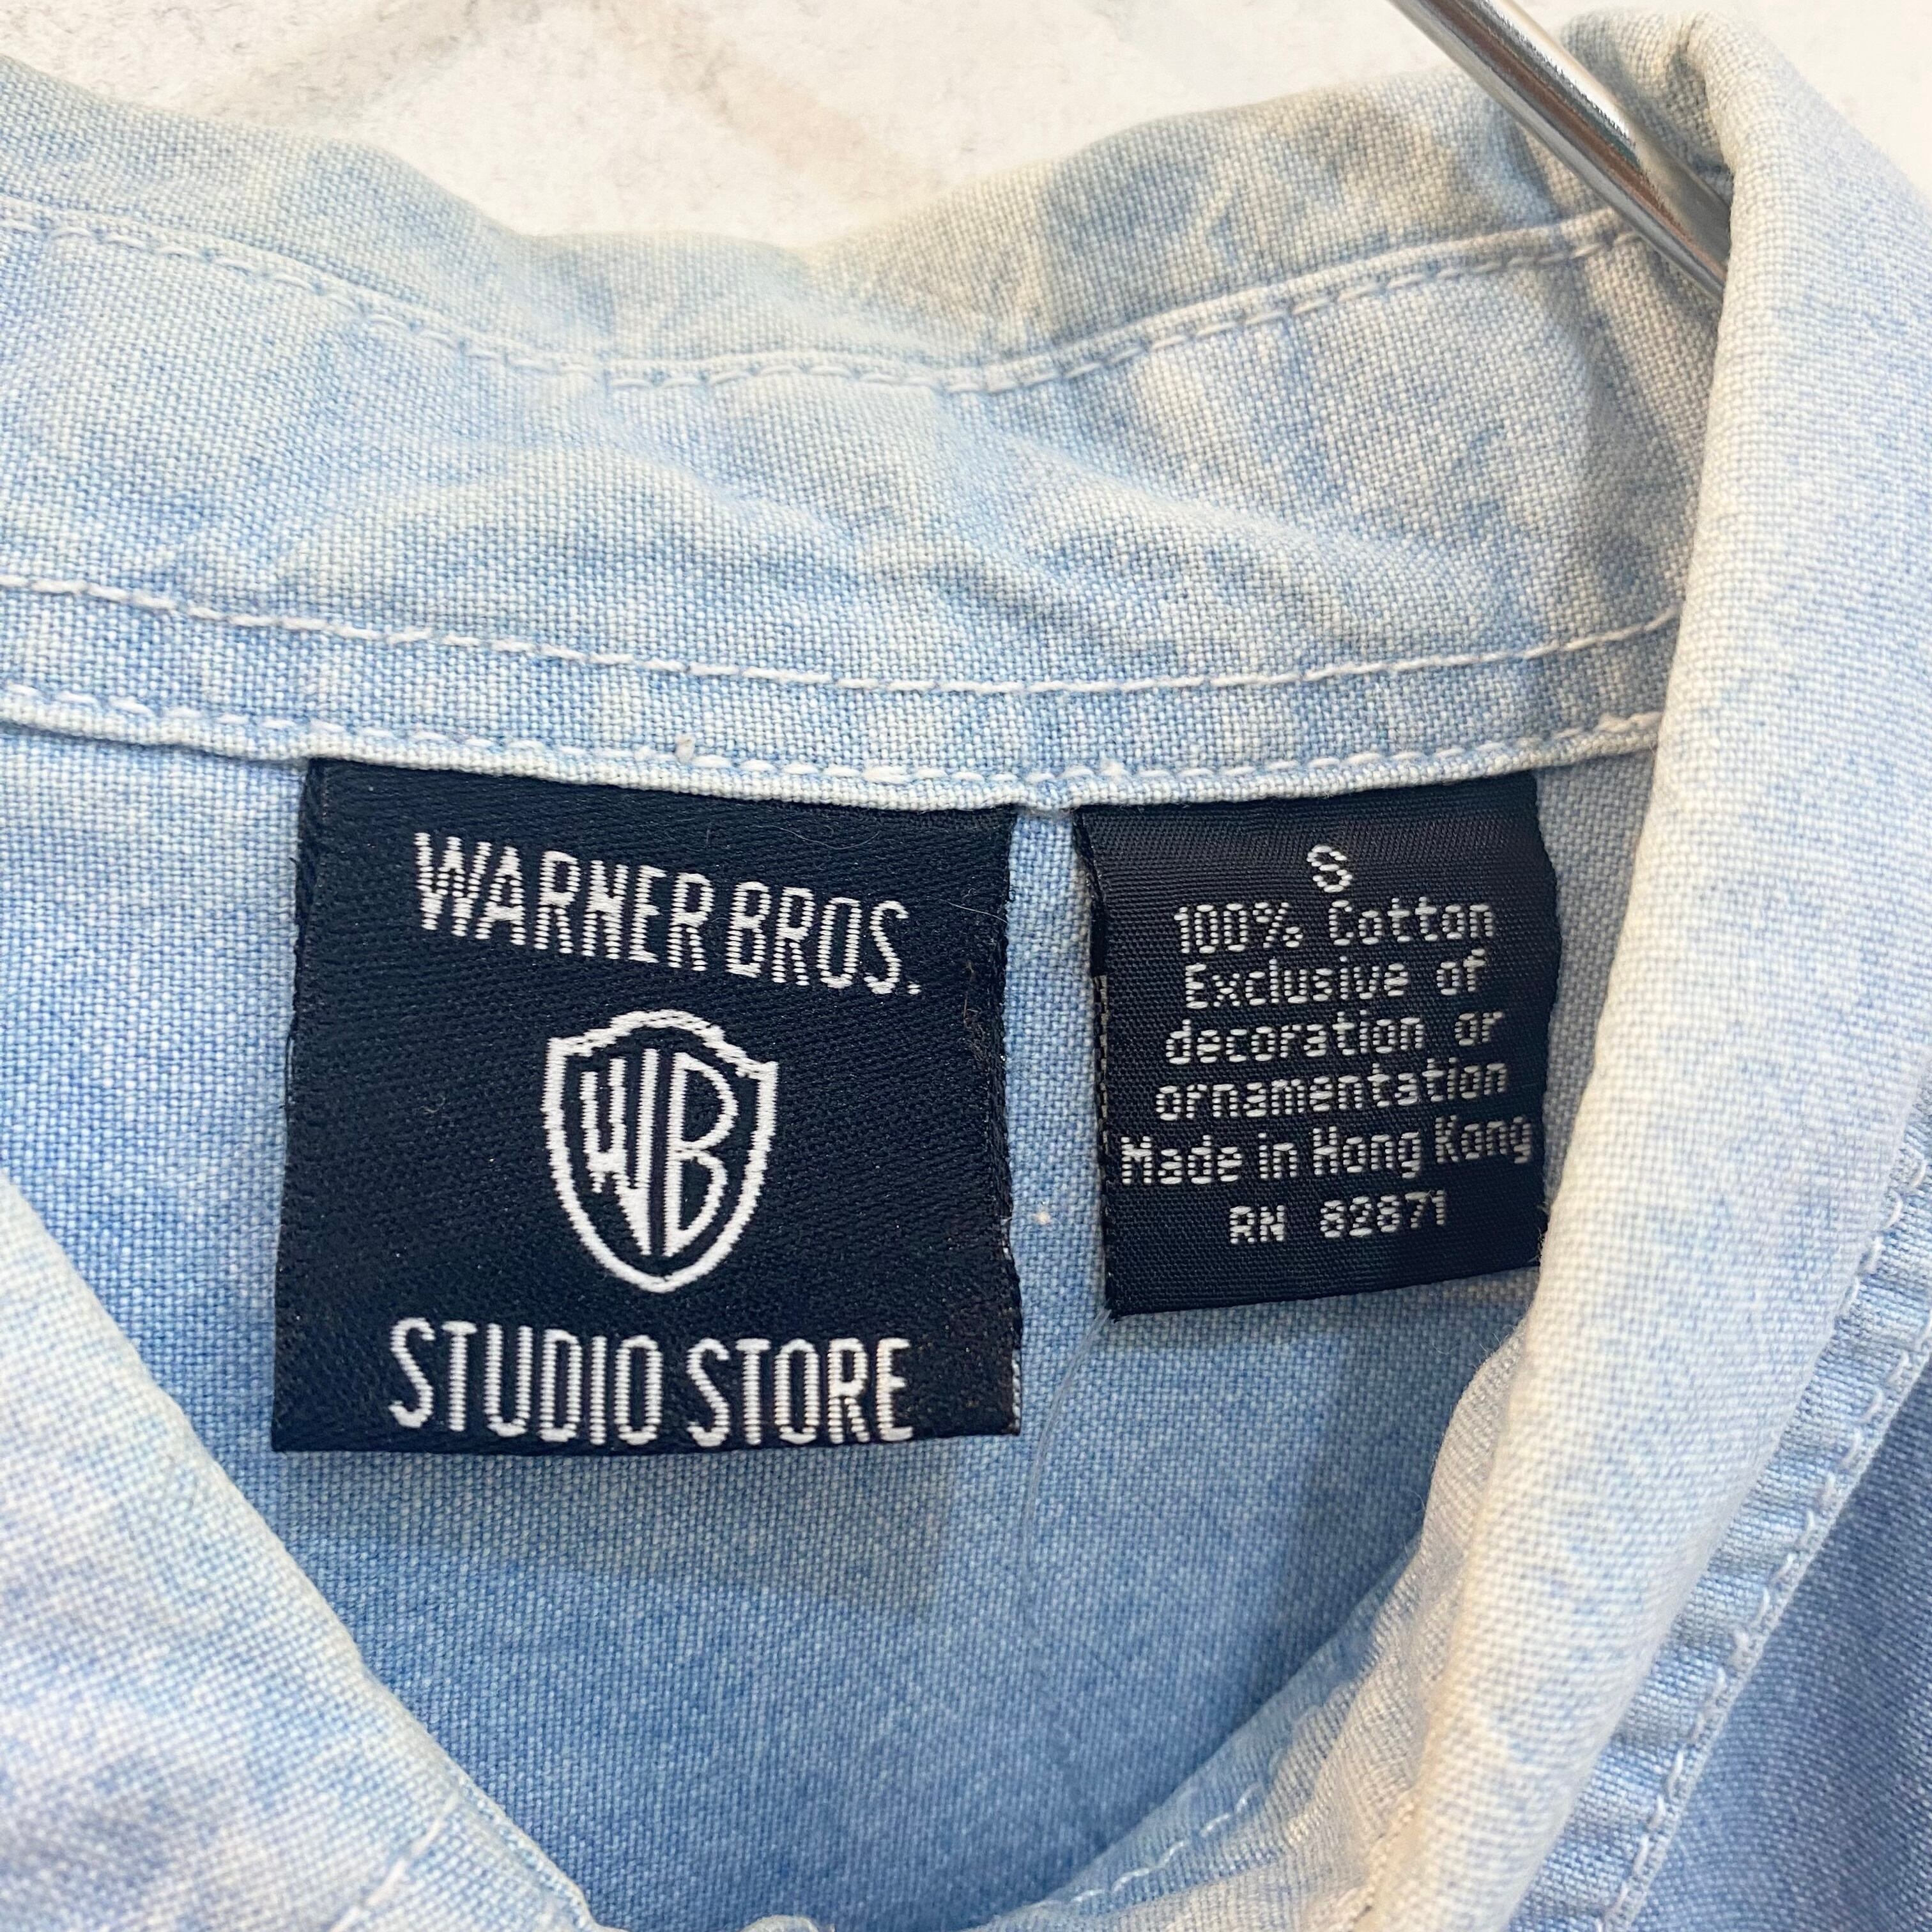 WARNER BROS.
WB
STUDIO STORE
S
100% Cotton
Exclusive of
decoration or
ornamentation
Made in Hong Kong
RN 82871